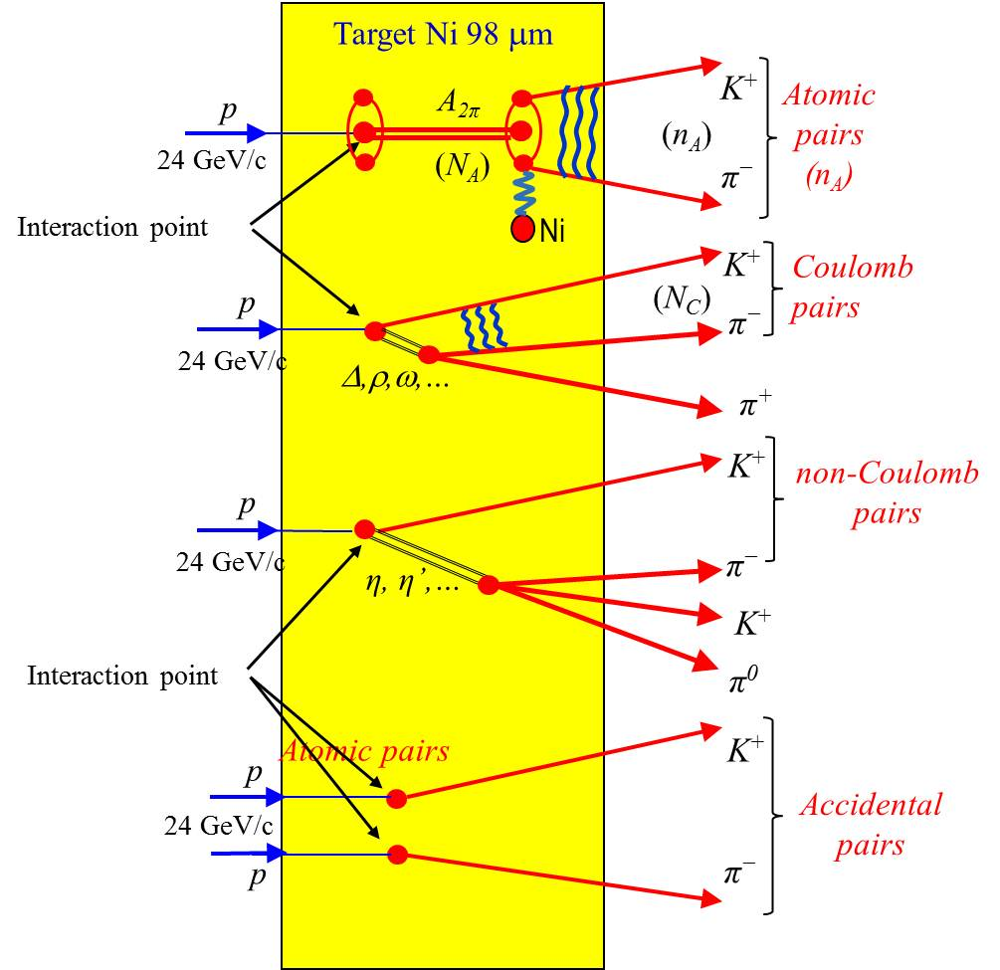 Target Ni 98 μm
p
24 GeV/c
A2π
(NA)
Ni
K+
(nA)
π−
Atomic
pairs
(nA)
Interaction point
p
24 GeV/c
Δ,ρ,ω,...
K+
(NC)
π−
π+
Coulomb
pairs
p
24 GeV/c
η, η’,...
K+
π−
K+
π0
non-Coulomb
pairs
Interaction point
Atomic pairs
p
24 GeV/c
p
K+
π−
Accidental
pairs